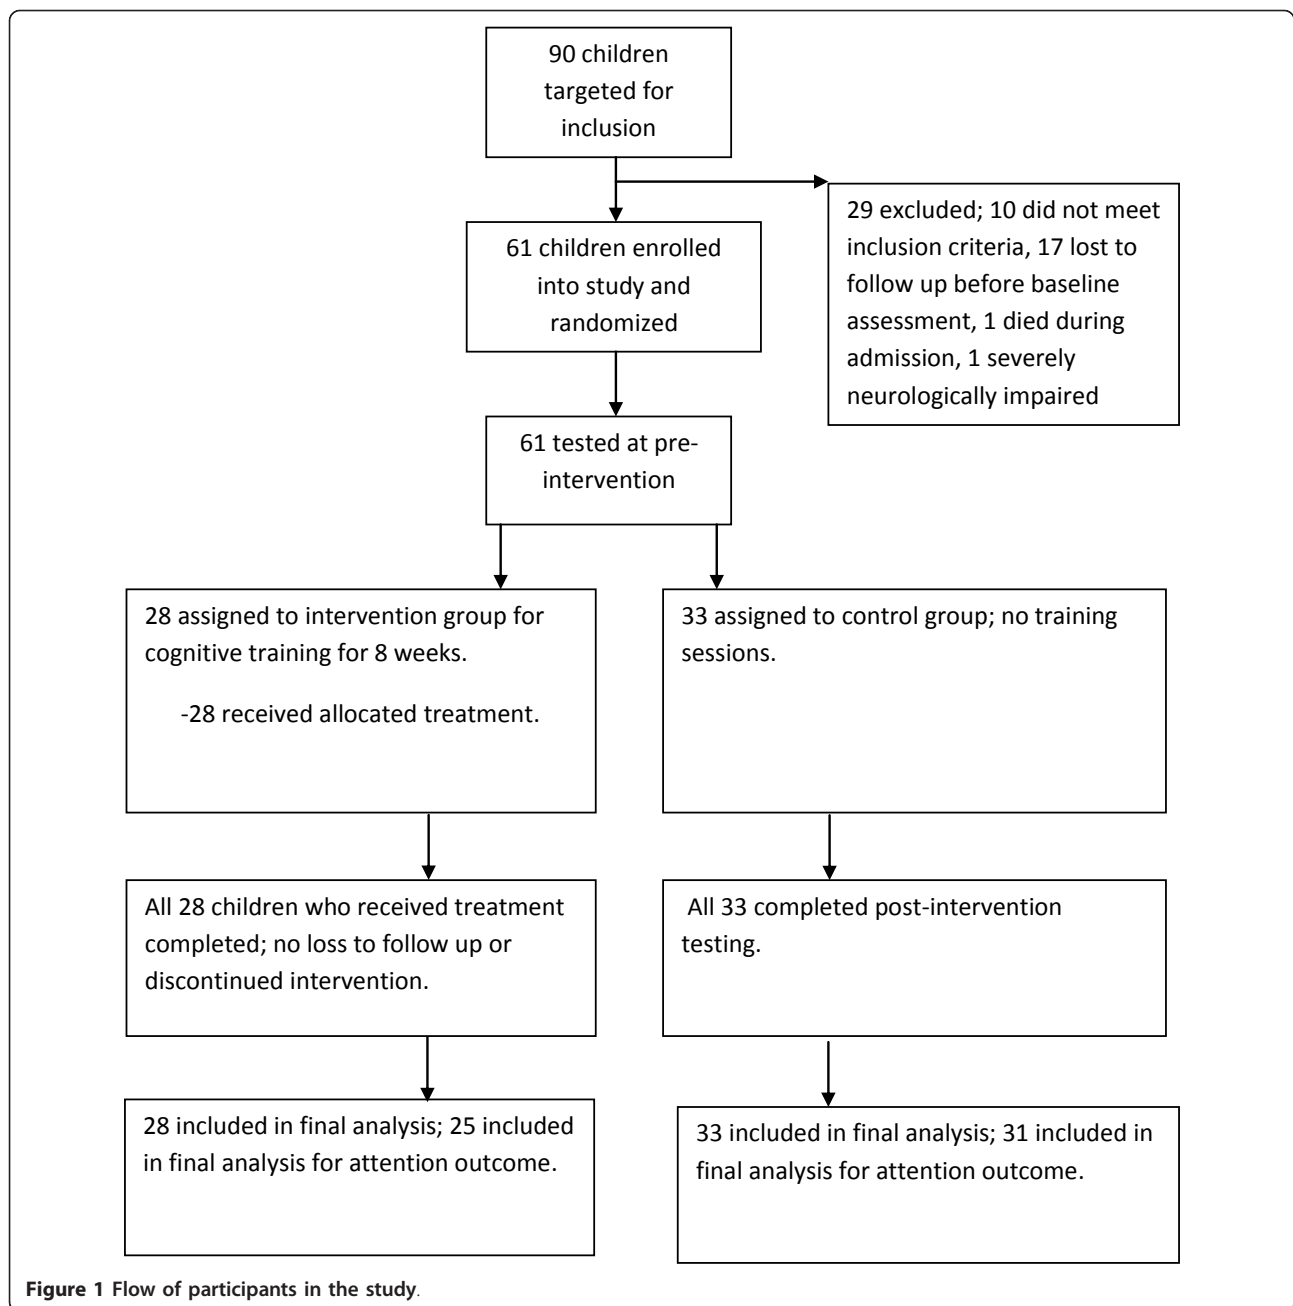 90 children
targeted for
inclusion
29 excluded; 10 did not meet
inclusion criteria, 17 lost to
follow up before baseline
assessment, 1 died during
admission, 1 severely
neurologically impaired
61 children enrolled
into study and
randomized
61 tested at pre-
intervention
28 assigned to intervention group for
cognitive training for 8 weeks.
-28 received allocated treatment.
33 assigned to control group; no training
sessions.
All 28 children who received treatment
completed; no loss to follow up or
discontinued intervention.
All 33 completed post-intervention
testing.
28 included in final analysis; 25 included
in final analysis for attention outcome.
33 included in final analysis; 31 included in
final analysis for attention outcome.
Figure 1 Flow of participants in the study.